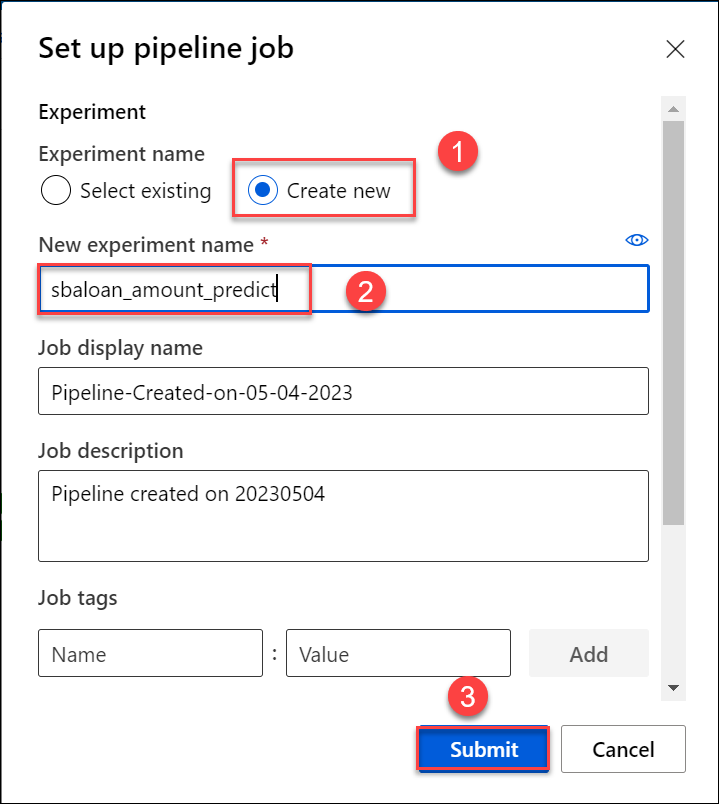 Set up pipeline job
Experiment
Experiment name
1
Select existing
Create new
New experiment name *
sbaloan_amount_predict
2
Job display name
Pipeline-Created-on-05-04-2023
Job description
Pipeline created on 20230504
Job tags
Name : Value Add
3
Submit Cancel